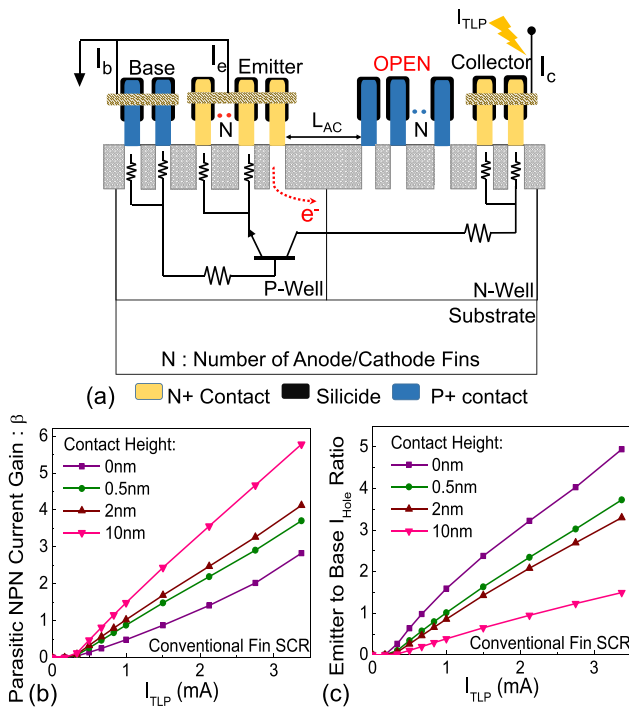 I_TLP
I_b Base I_e Emitter OPEN Collector I_c
N L_AC N
e-
P-Well N-Well
Substrate
N : Number of Anode/Cathode Fins
(a) N+ Contact Silicide P+ contact
Parasitic NPN Current Gain : β
6
5
4
3
2
1
0
Contact Height:
0nm
0.5nm
2nm
10nm
Conventional Fin SCR
0 1 2 3
(b) I_TLP (mA)
Emitter to Base I_Hole Ratio
5
4
3
2
1
0
Contact Height:
0nm
0.5nm
2nm
10nm
Conventional Fin SCR
0 1 2 3
(c) I_TLP (mA)